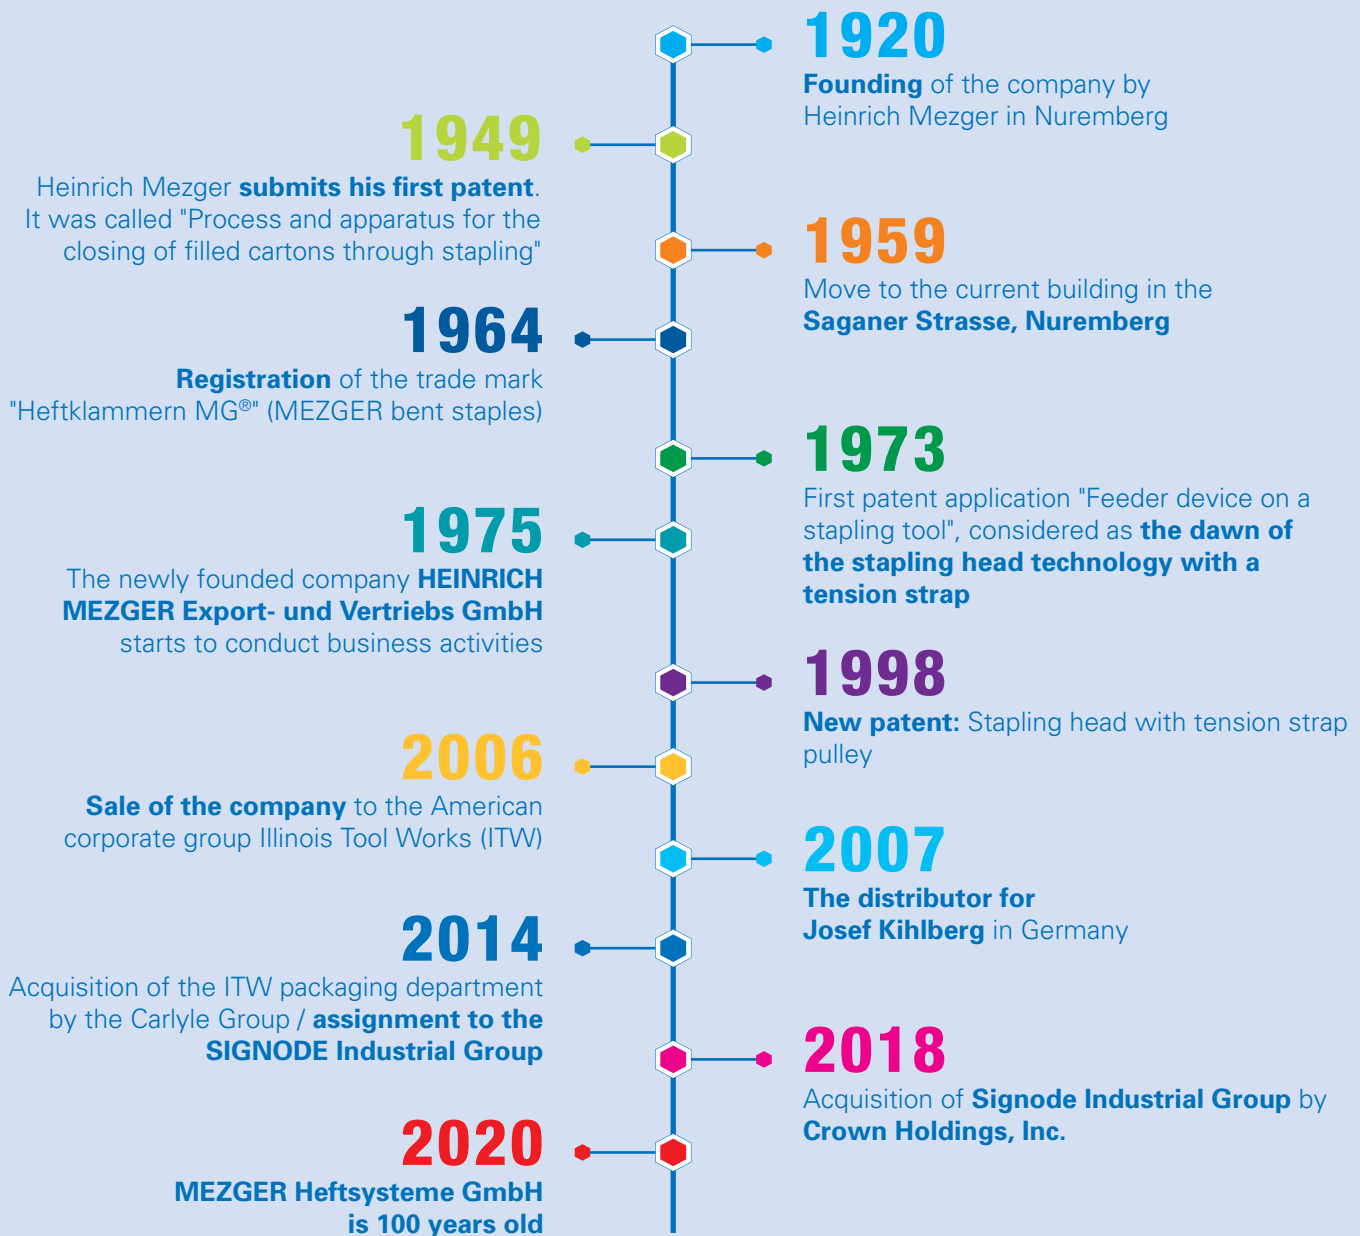 1920
Founding of the company by
Heinrich Mezger in Nuremberg
1949
Heinrich Mezger submits his first patent.
It was called "Process and apparatus for the
closing of filled cartons through stapling"
1959
Move to the current building in the
Saganer Strasse, Nuremberg
1964
Registration of the trade mark
"Heftklammern MG®" (MEZGER bent staples)
1973
First patent application "Feeder device on a
stapling tool", considered as the dawn of
the stapling head technology with a
tension strap
1975
The newly founded company HEINRICH
MEZGER Export- und Vertriebs GmbH
starts to conduct business activities
1998
New patent: Stapling head with tension strap
pulley
2006
Sale of the company to the American
corporate group Illinois Tool Works (ITW)
2007
The distributor for
Josef Kihlberg in Germany
2014
Acquisition of the ITW packaging department
by the Carlyle Group / assignment to the
SIGNODE Industrial Group
2018
Acquisition of Signode Industrial Group by
Crown Holdings, Inc.
2020
MEZGER Heftsysteme GmbH
is 100 years old